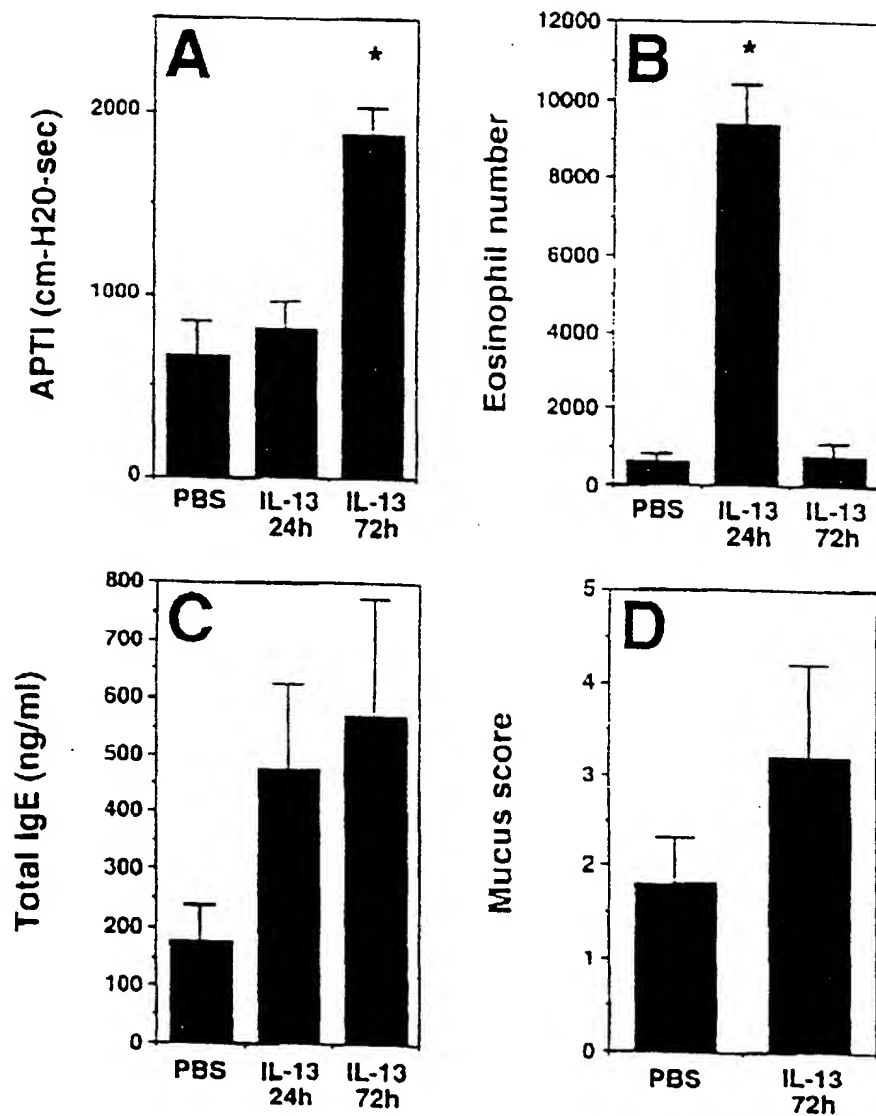 A
*
APTI (cm-H20-sec)
2000
1000
0
PBS
IL-13
24h
IL-13
72h
B
*
Eosinophil number
12000
10000
8000
6000
4000
2000
0
PBS
IL-13
24h
IL-13
72h
C
Total IgE (ng/ml)
800
700
600
500
400
300
200
100
0
PBS
IL-13
24h
IL-13
72h
D
Mucus score
5
4
3
2
1
0
PBS
IL-13
72h